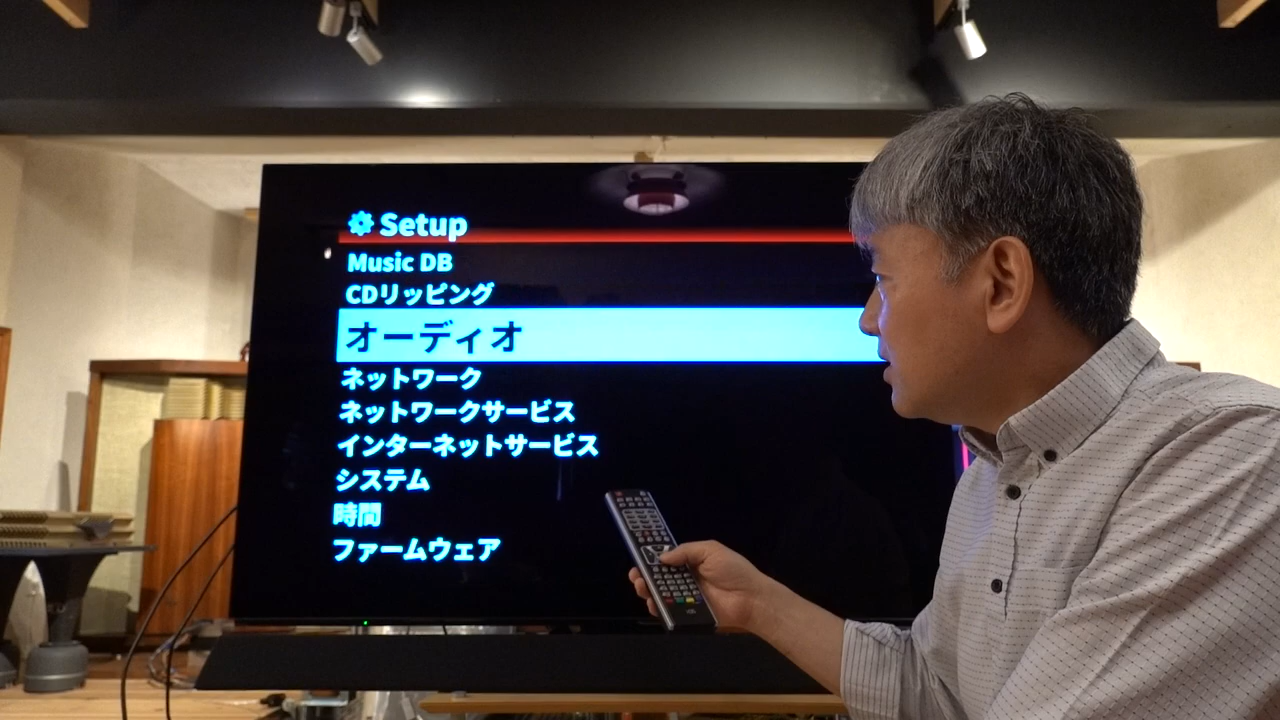 Setup
Music DB
CDリッピング
オーディオ
ネットワーク
ネットワークサービス
インターネットサービス
システム
時間
ファームウェア